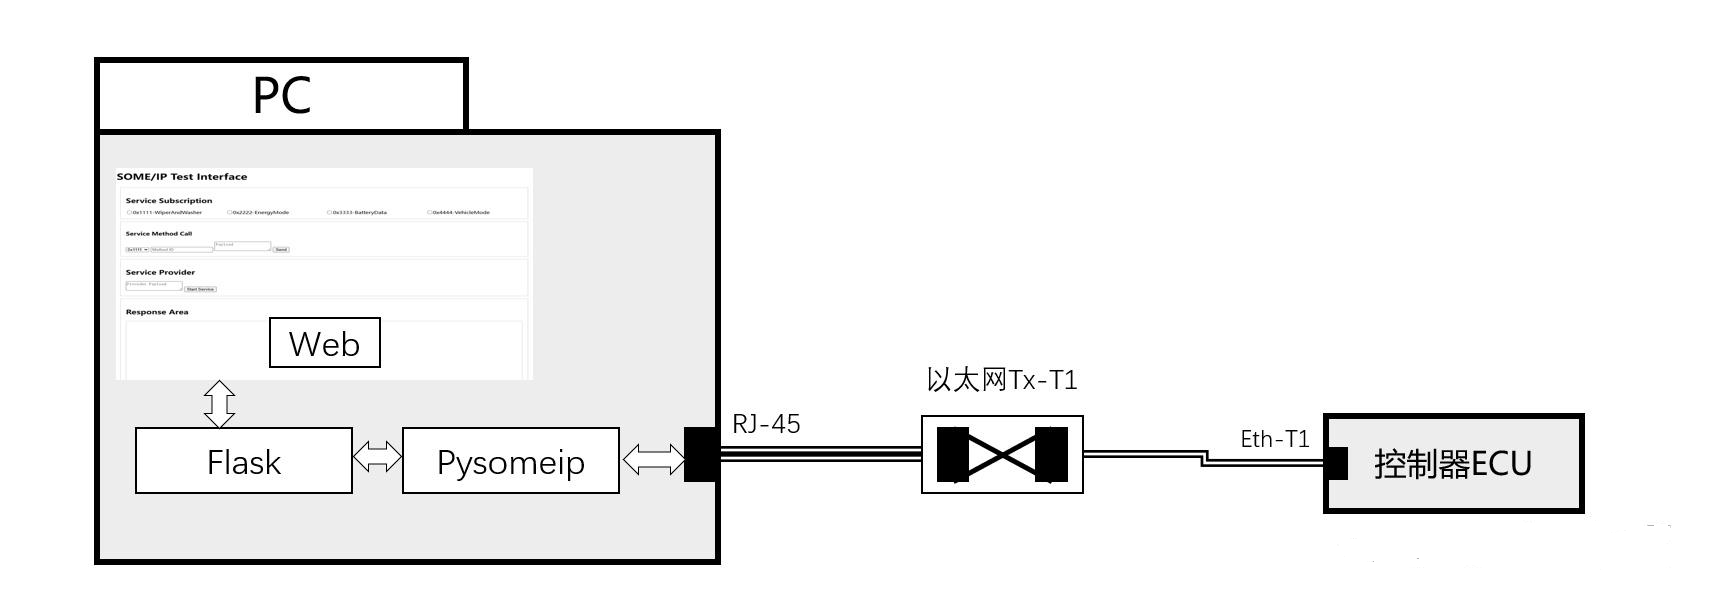 PC
SOME/IP Test Interface
Service Subscription
0x1111-WiperAndWasher 0x2222-EnergyMode 0x3333-BatteryData 0x4444-VehicleMode
Service Method Call
0x1111 Method ID Payload Send
Service Provider
Provider Payload Start Service
Response Area
Web
Flask
Pysomeip
RJ-45
以太网Tx-T1
Eth-T1
控制器ECU